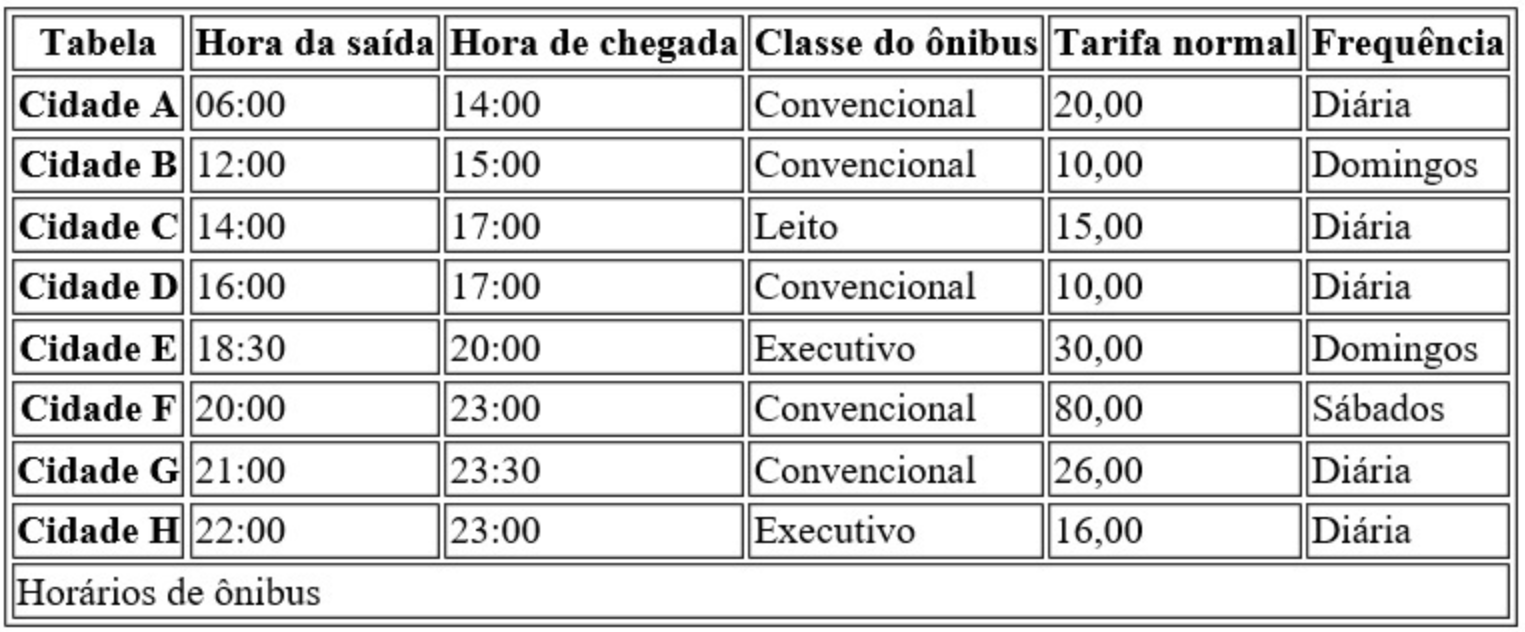 Tabela Hora da saída Hora de chegada Classe do ônibus Tarifa normal Frequência
Cidade A 06:00 14:00 Convencional 20,00 Diária
Cidade B 12:00 15:00 Convencional 10,00 Domingos
Cidade C 14:00 17:00 Leito 15,00 Diária
Cidade D 16:00 17:00 Convencional 10,00 Diária
Cidade E 18:30 20:00 Executivo 30,00 Domingos
Cidade F 20:00 23:00 Convencional 80,00 Sábados
Cidade G 21:00 23:30 Convencional 26,00 Diária
Cidade H 22:00 23:00 Executivo 16,00 Diária
Horários de ônibus